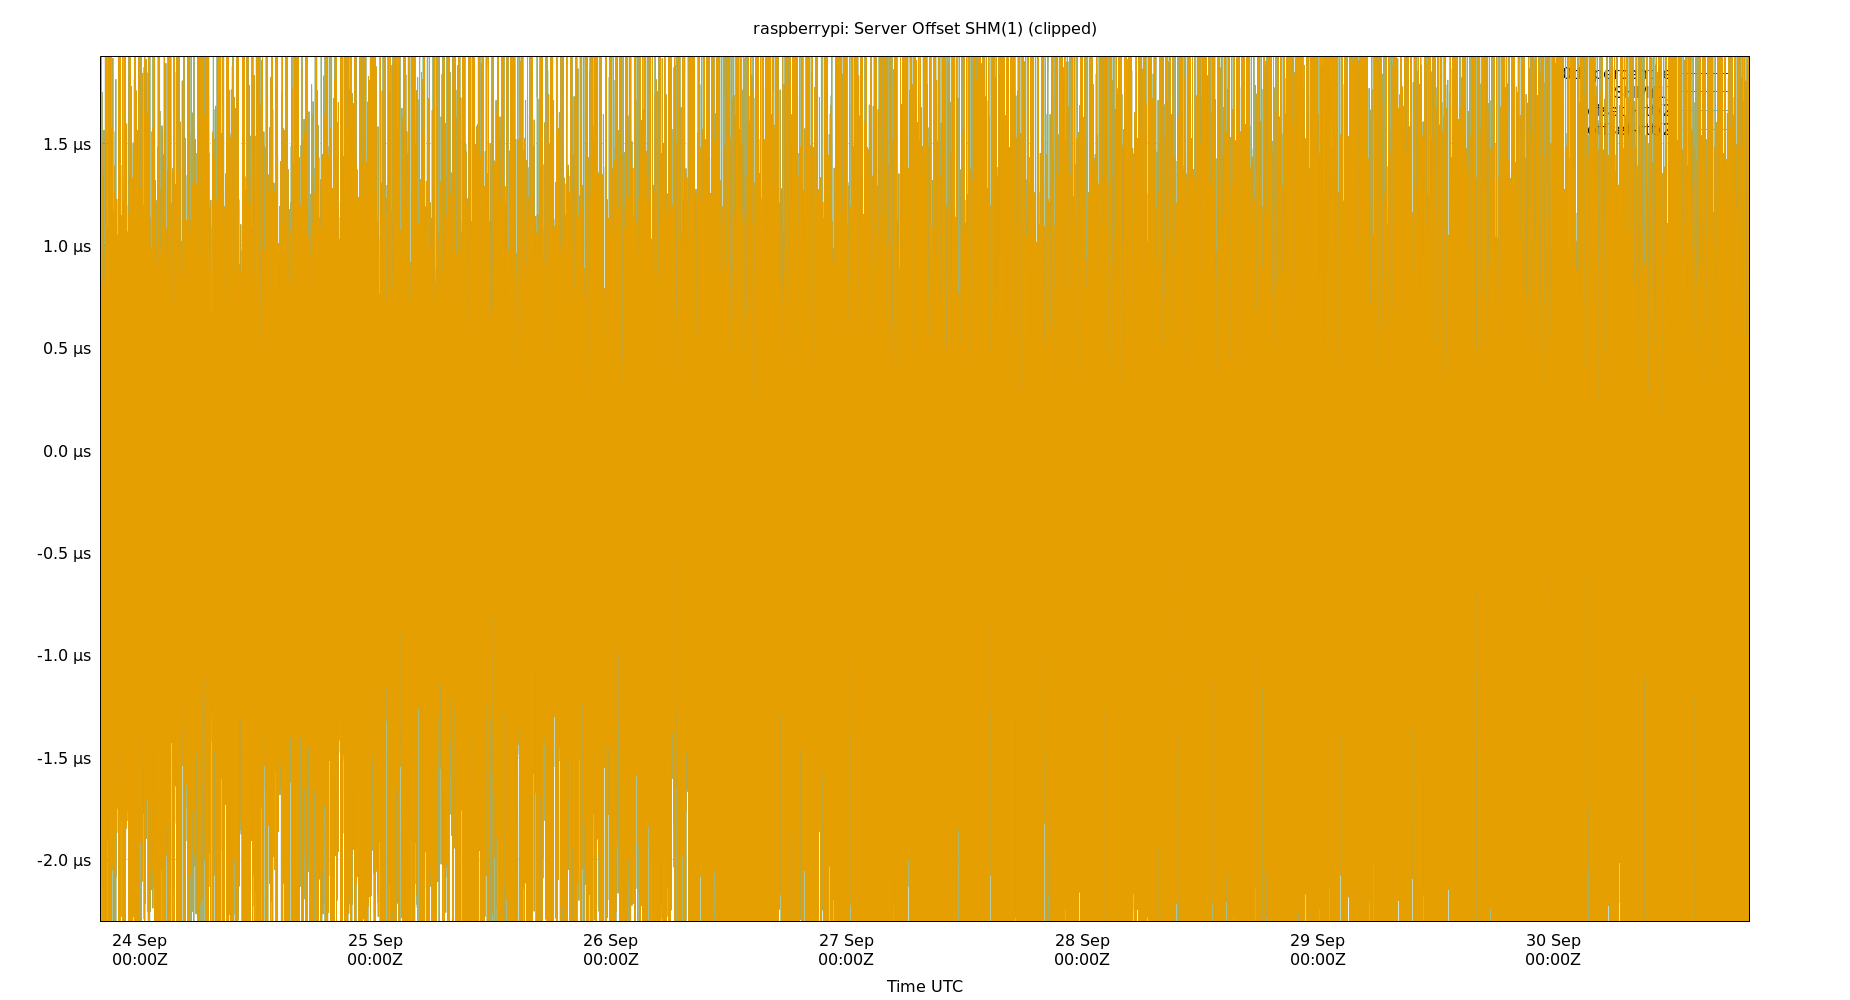 raspberrypi: Server Offset SHM(1) (clipped)
1.5 µs
1.0 µs
0.5 µs
0.0 µs
-0.5 µs
-1.0 µs
-1.5 µs
-2.0 µs
24 Sep 25 Sep 26 Sep 27 Sep 28 Sep 29 Sep 30 Sep
00:00Z 00:00Z 00:00Z 00:00Z 00:00Z 00:00Z 00:00Z
Time UTC